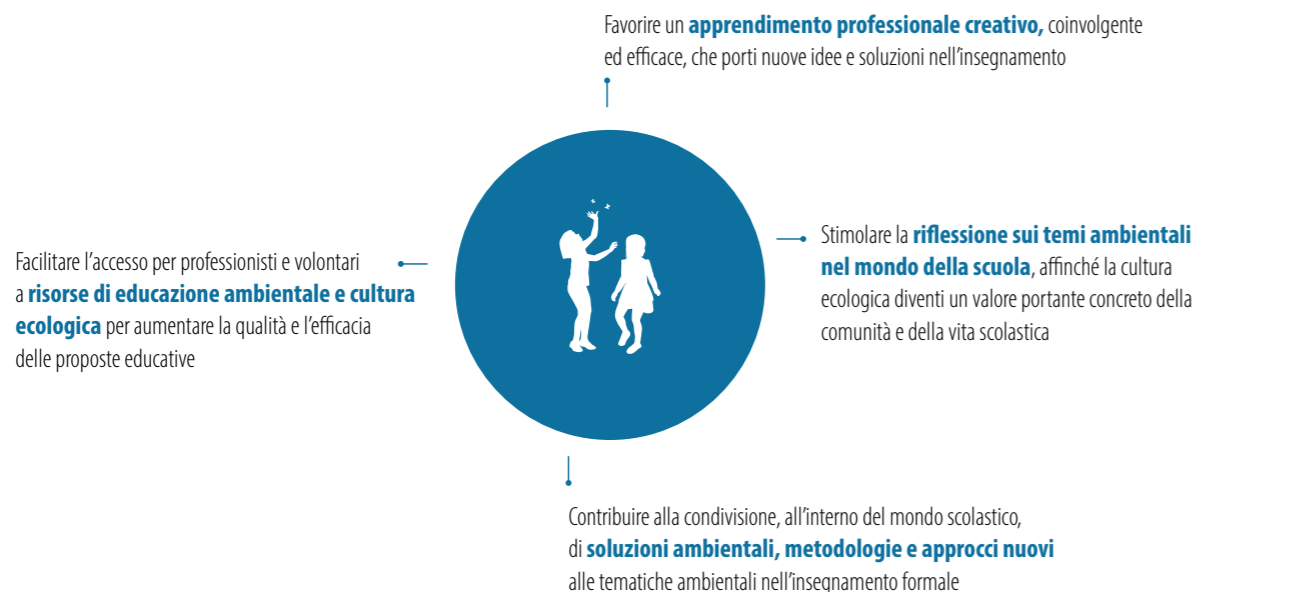 Favorire un apprendimento professionale creativo, coinvolgente
ed efficace, che porti nuove idee e soluzioni nell’insegnamento
Stimolare la riflessione sui temi ambientali
nel mondo della scuola, affinché la cultura
ecologica diventi un valore portante concreto della
comunità e della vita scolastica
Facilitare l’accesso per professionisti e volontari
a risorse di educazione ambientale e cultura
ecologica per aumentare la qualità e l’efficacia
delle proposte educative
Contribuire alla condivisione, all’interno del mondo scolastico,
di soluzioni ambientali, metodologie e approcci nuovi
alle tematiche ambientali nell’insegnamento formale